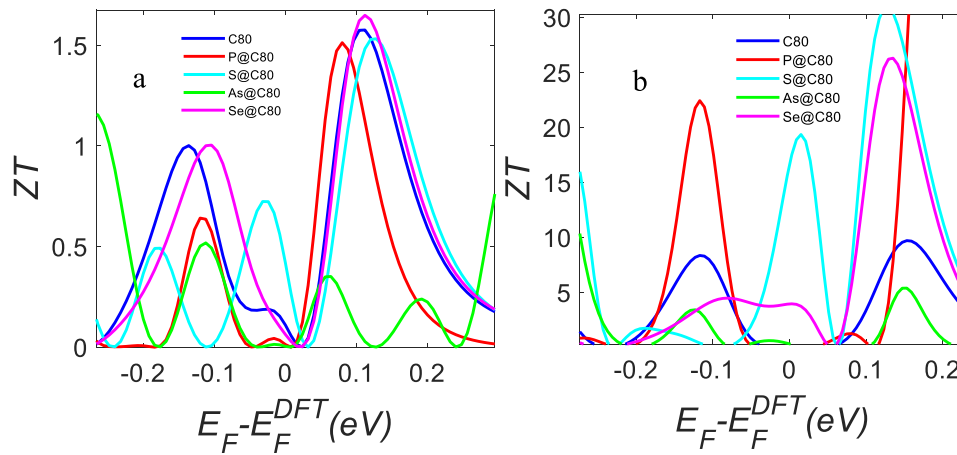 a
ZT
1.5
1
0.5
0
C80
P@C80
S@C80
As@C80
Se@C80
-0.2 -0.1 0 0.1 0.2
E_F-E_F^DFT(eV)
b
ZT
30
25
20
15
10
5
C80
P@C80
S@C80
As@C80
Se@C80
-0.2 -0.1 0 0.1 0.2
E_F-E_F^DFT(eV)